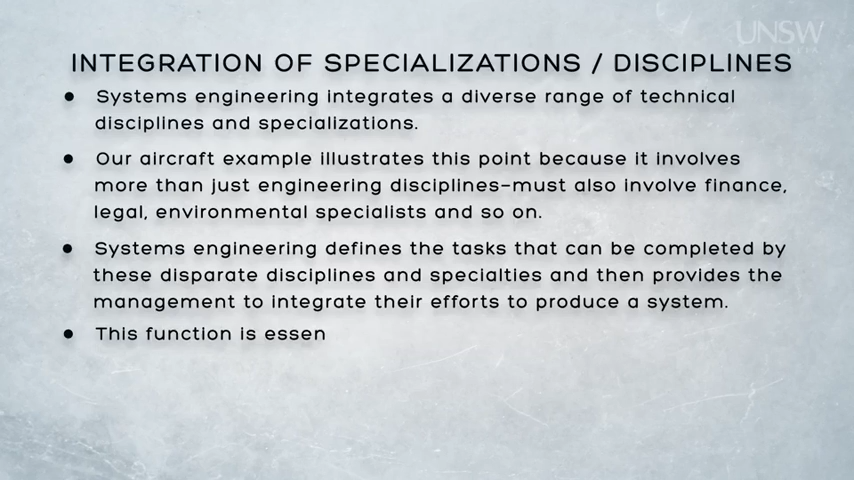 UNSW
INTEGRATION OF SPECIALIZATIONS / DISCIPLINES
● Systems engineering integrates a diverse range of technical
disciplines and specializations.
● Our aircraft example illustrates this point because it involves
more than just engineering disciplines–must also involve finance,
legal, environmental specialists and so on.
● Systems engineering defines the tasks that can be completed by
these disparate disciplines and specialties and then provides the
management to integrate their efforts to produce a system.
● This function is essen